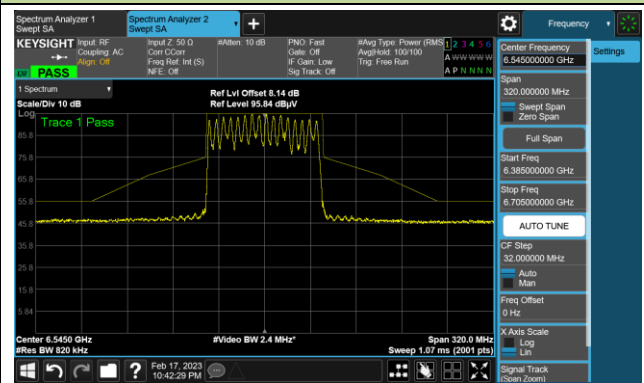 Spectrum Analyzer 1
Swept SA
Spectrum Analyzer 2
Swept SA
Frequency
KEYSIGHT
Input: RF
Coupling: AC
Align: Off
Input Z: 50 Ω
Corr CCorr
Freq Ref: Int (S)
NFE: Off
#Atten: 10 dB
PNO: Fast
Gate: Off
IF Gain: Low
Sig Track: Off
#Avg Type: Power (RMS
Avg|Hold: 100/100
Trig: Free Run
1 2 3 4 5 6
A W W W W W
A P N N N N
PASS
1 Spectrum
Scale/Div 10 dB
Ref Lvl Offset 8.14 dB
Ref Level 95.84 dBµV
Log
Trace 1 Pass
85.8
75.8
65.8
55.8
45.8
35.8
25.8
15.8
5.84
Center 6.5450 GHz
#Res BW 820 kHz
#Video BW 2.4 MHz*
Span 320.0 MHz
Sweep 1.07 ms (2001 pts)
Feb 17, 2023
10:42:29 PM
Center Frequency
6.545000000 GHz
Settings
Span
320.000000 MHz
Swept Span
Zero Span
Full Span
Start Freq
6.385000000 GHz
Stop Freq
6.705000000 GHz
AUTO TUNE
CF Step
32.000000 MHz
Auto
Man
Freq Offset
0 Hz
X Axis Scale
Log
Lin
Signal Track
(Span Zoom)